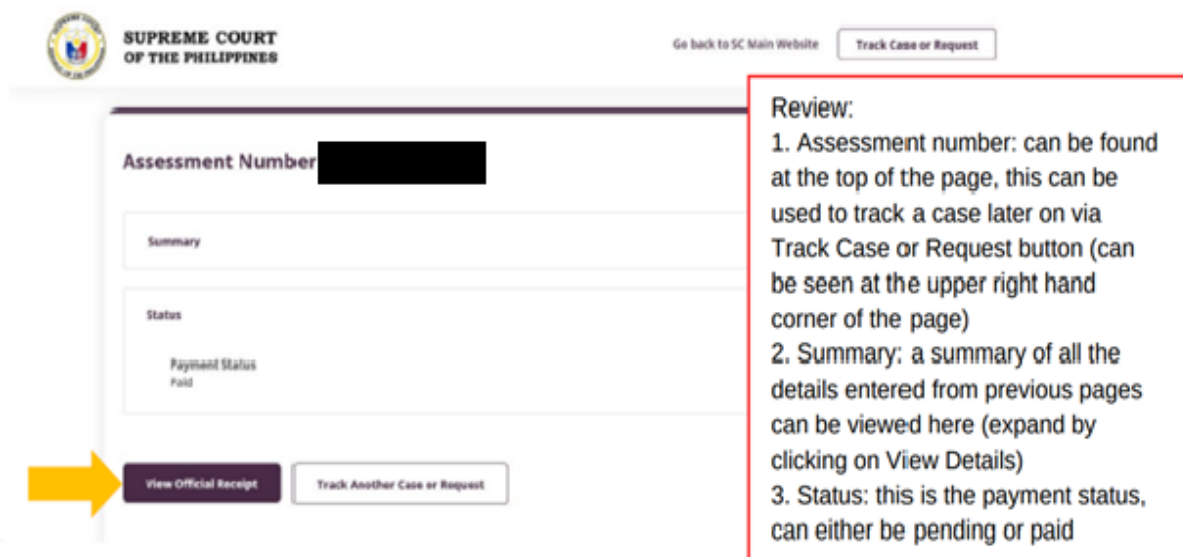 SUPREME COURT
OF THE PHILIPPINES
Go back to SC Main Website
Track Case or Request
Assessment Number
Summary
Status
Payment Status
Paid
View Official Receipt
Track Another Case or Request
Review:
1. Assessment number: can be found
at the top of the page, this can be
used to track a case later on via
Track Case or Request button (can
be seen at the upper right hand
corner of the page)
2. Summary: a summary of all the
details entered from previous pages
can be viewed here (expand by
clicking on View Details)
3. Status: this is the payment status,
can either be pending or paid